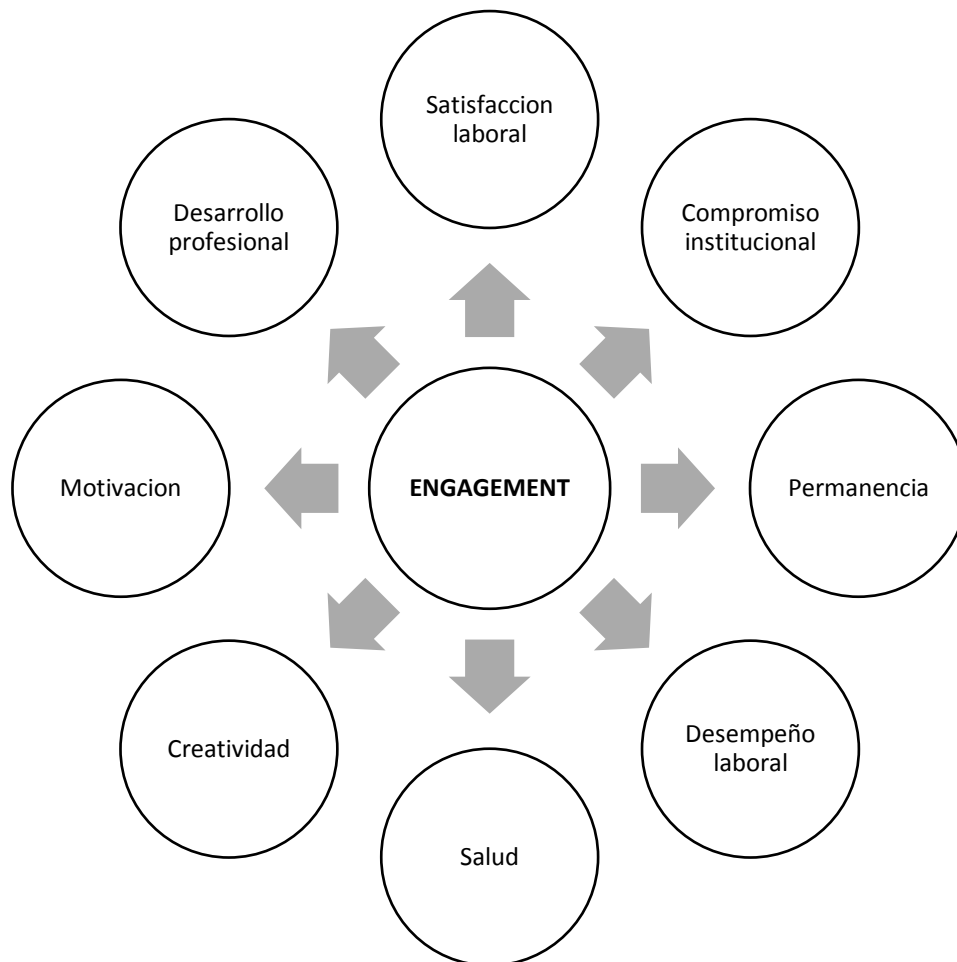 Satisfaccion
laboral
Desarrollo
profesional
Compromiso
institucional
Motivacion
ENGAGEMENT
Permanencia
Creatividad
Desempeño
laboral
Salud